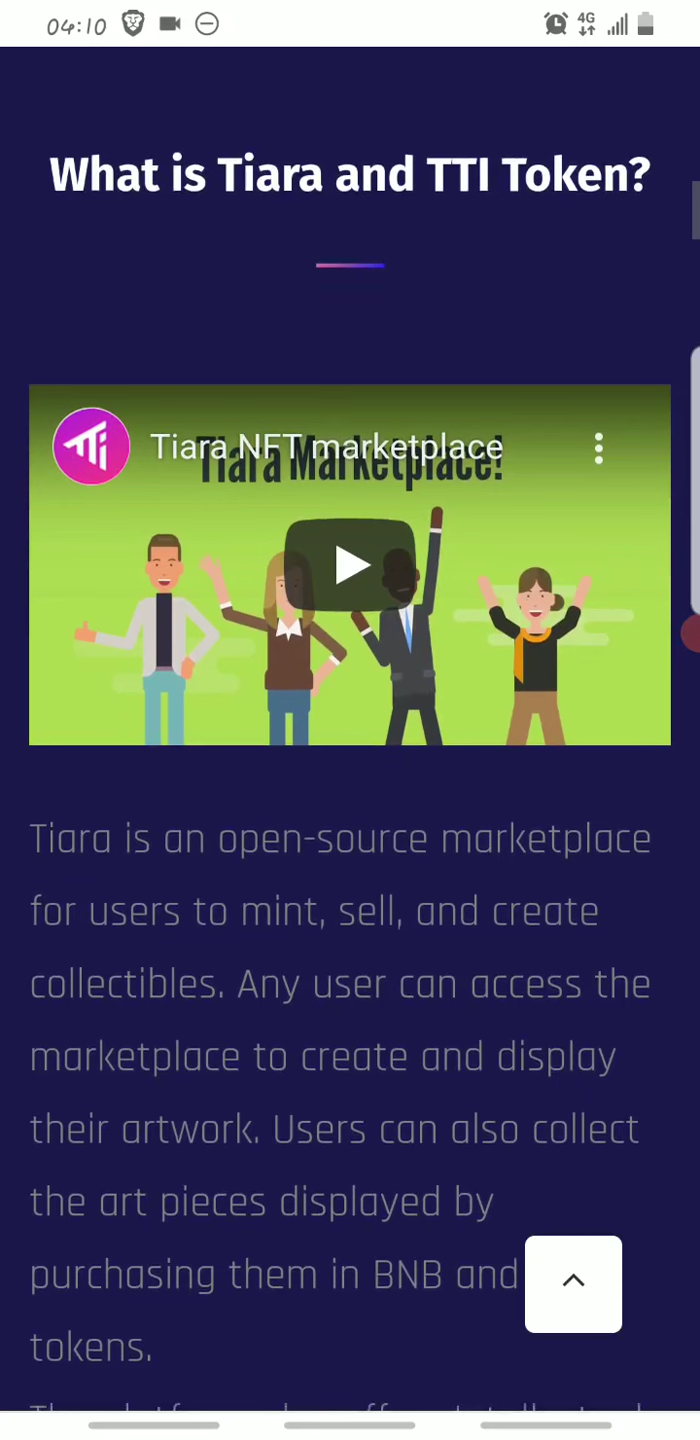 04:10
4G
What is Tiara and TTI Token?
TTi
Tiara NFT marketplace
Tiara Marketplace!
Tiara is an open-source marketplace
for users to mint, sell, and create
collectibles. Any user can access the
marketplace to create and display
their artwork. Users can also collect
the art pieces displayed by
purchasing them in BNB and
tokens.